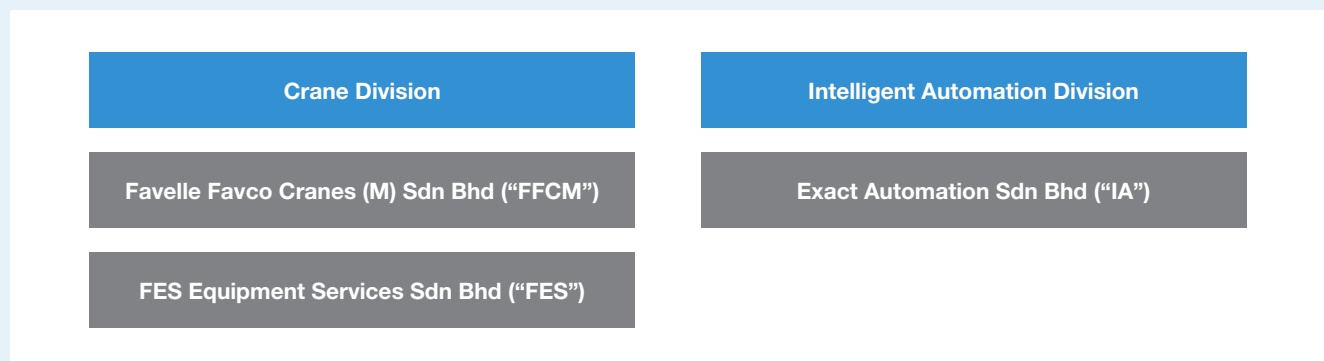 Crane Division
Favelle Favco Cranes (M) Sdn Bhd (“FFCM”)
FES Equipment Services Sdn Bhd (“FES”)
Intelligent Automation Division
Exact Automation Sdn Bhd (“IA”)